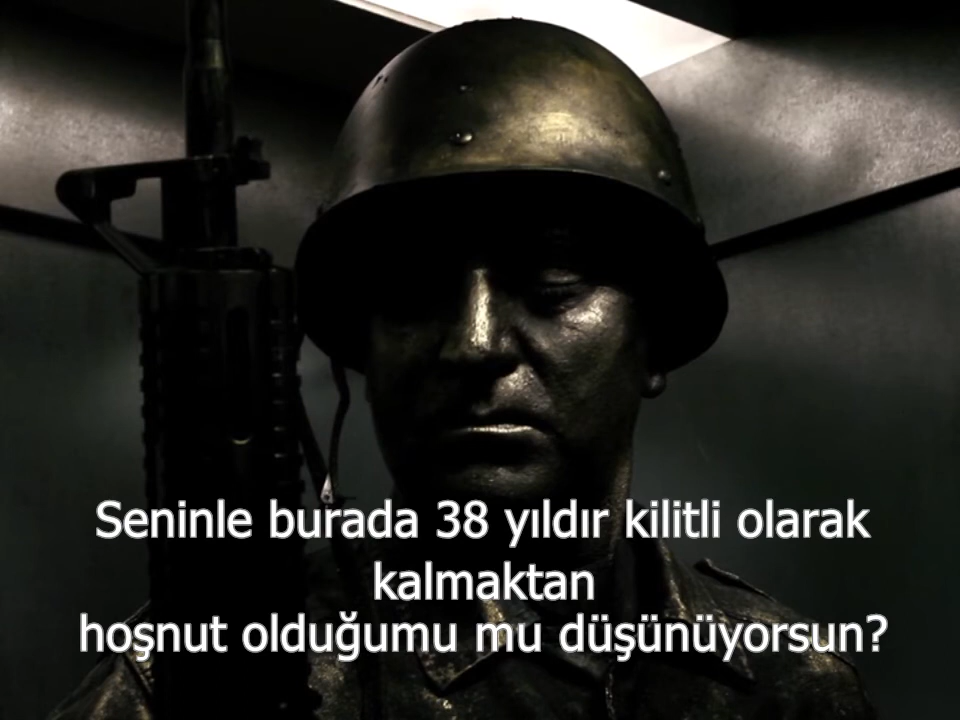 Seninle burada 38 yıldır kilitli olarak
kalmaktan
hoşnut olduğumu mu düşünüyorsun?